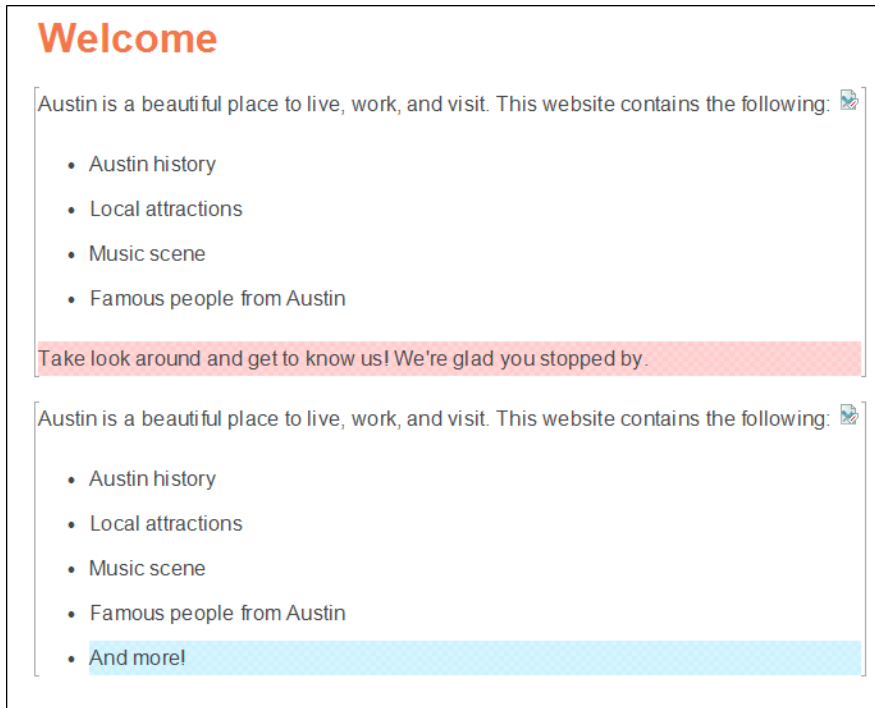 Welcome
Austin is a beautiful place to live, work, and visit. This website contains the following:
• Austin history
• Local attractions
• Music scene
• Famous people from Austin
Take look around and get to know us! We're glad you stopped by.
Austin is a beautiful place to live, work, and visit. This website contains the following:
• Austin history
• Local attractions
• Music scene
• Famous people from Austin
• And more!